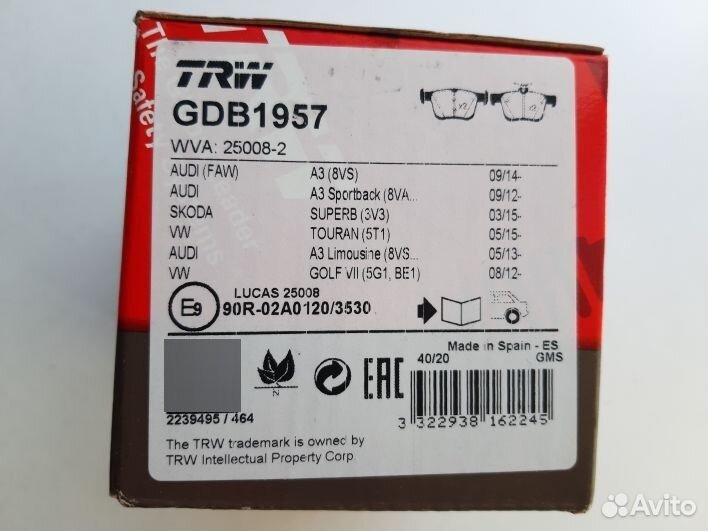 TRW
GDB1957
WVA: 25008-2
AUDI (FAW) A3 (8VS) 09/14-
AUDI A3 Sportback (8VA... 09/12-
SKODA SUPERB (3V3) 03/15-
VW TOURAN (5T1) 05/15-
AUDI A3 Limousine (8VS... 05/13-
VW GOLF VII (5G1, BE1) 08/12-
LUCAS 25008
E9 90R-02A0120/3530
Made in Spain - ES
40/20 GMS
EAC
N
2239495 / 464
3 322938 162245
The TRW trademark is owned by
TRW Intellectual Property Corp.
Avito